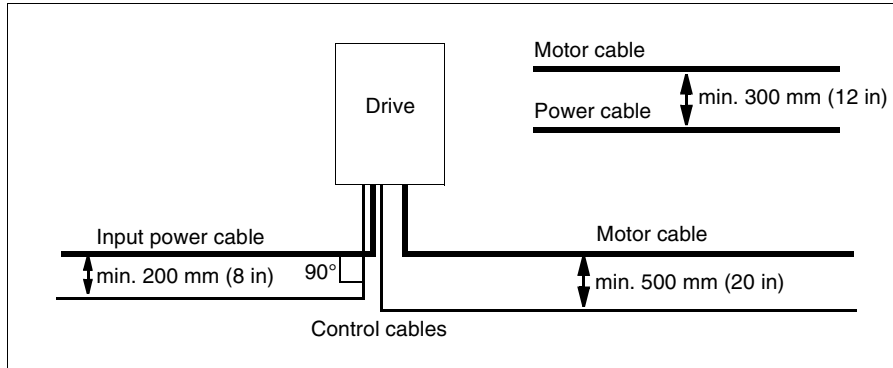 Motor cable
Drive
min. 300 mm (12 in)
Power cable
Input power cable
Motor cable
min. 200 mm (8 in)
90°
min. 500 mm (20 in)
Control cables